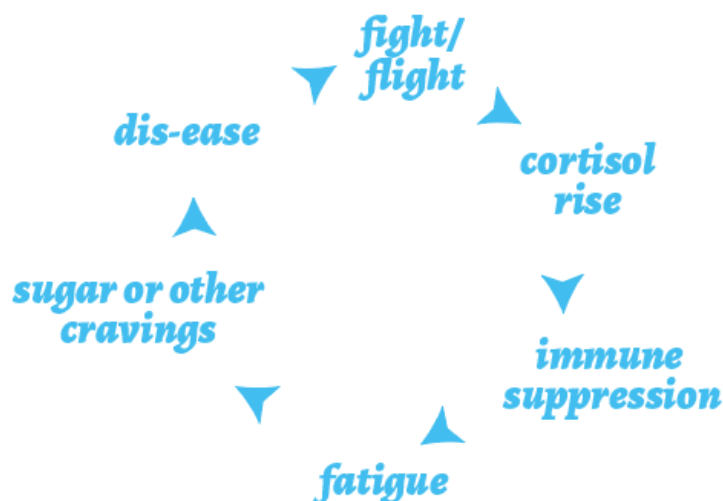 fight/
flight
cortisol
rise
immune
suppression
fatigue
sugar or other
cravings
dis-ease